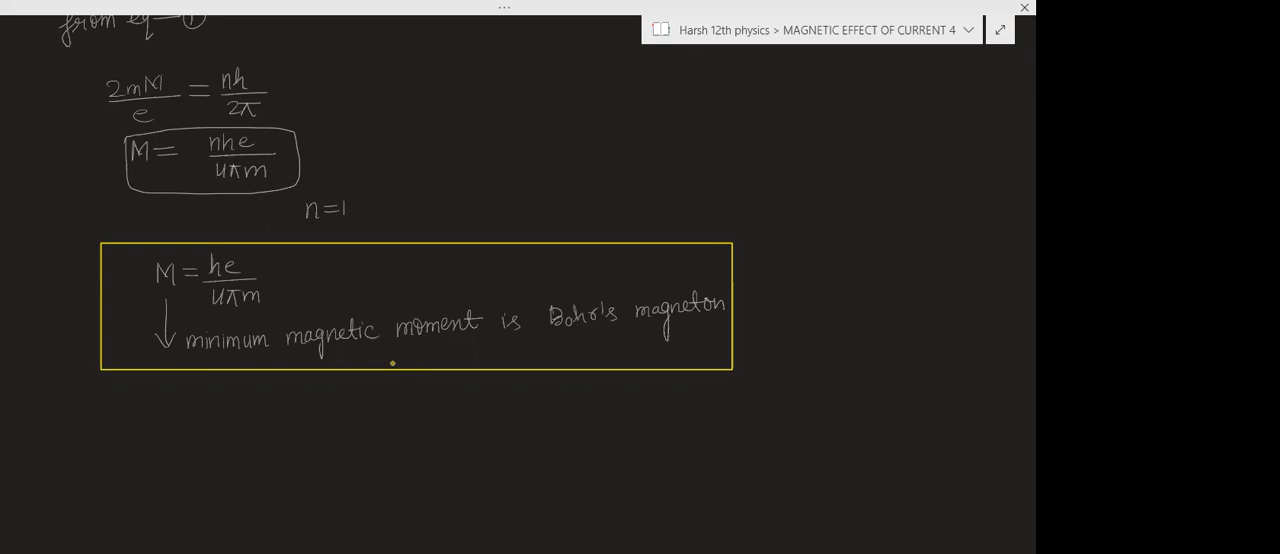 from eq — ①
Harsh 12th physics > MAGNETIC EFFECT OF CURRENT 4
2mM/e = nh/2π
M = nhe/4πm
n=1
M = he/4πm
↓ minimum magnetic moment is Bohr's magneton